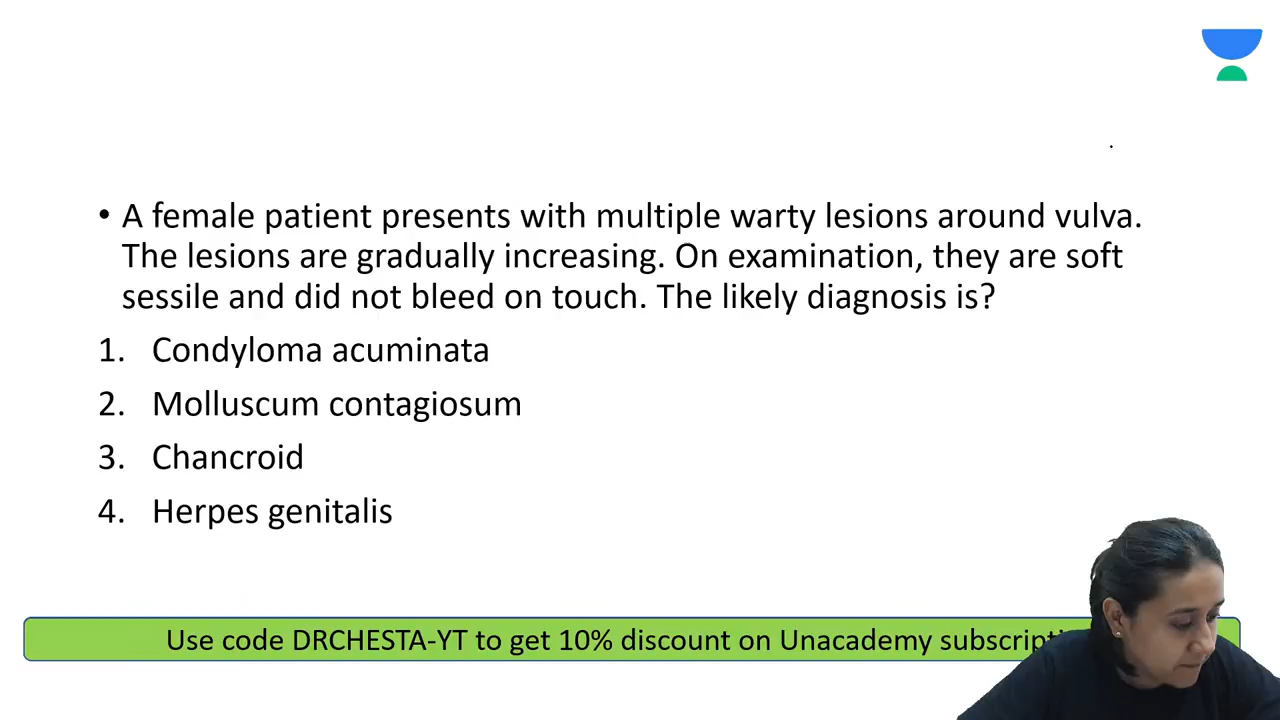 • A female patient presents with multiple warty lesions around vulva.
The lesions are gradually increasing. On examination, they are soft
sessile and did not bleed on touch. The likely diagnosis is?
1. Condyloma acuminata
2. Molluscum contagiosum
3. Chancroid
4. Herpes genitalis
Use code DRCHESTA-YT to get 10% discount on Unacademy